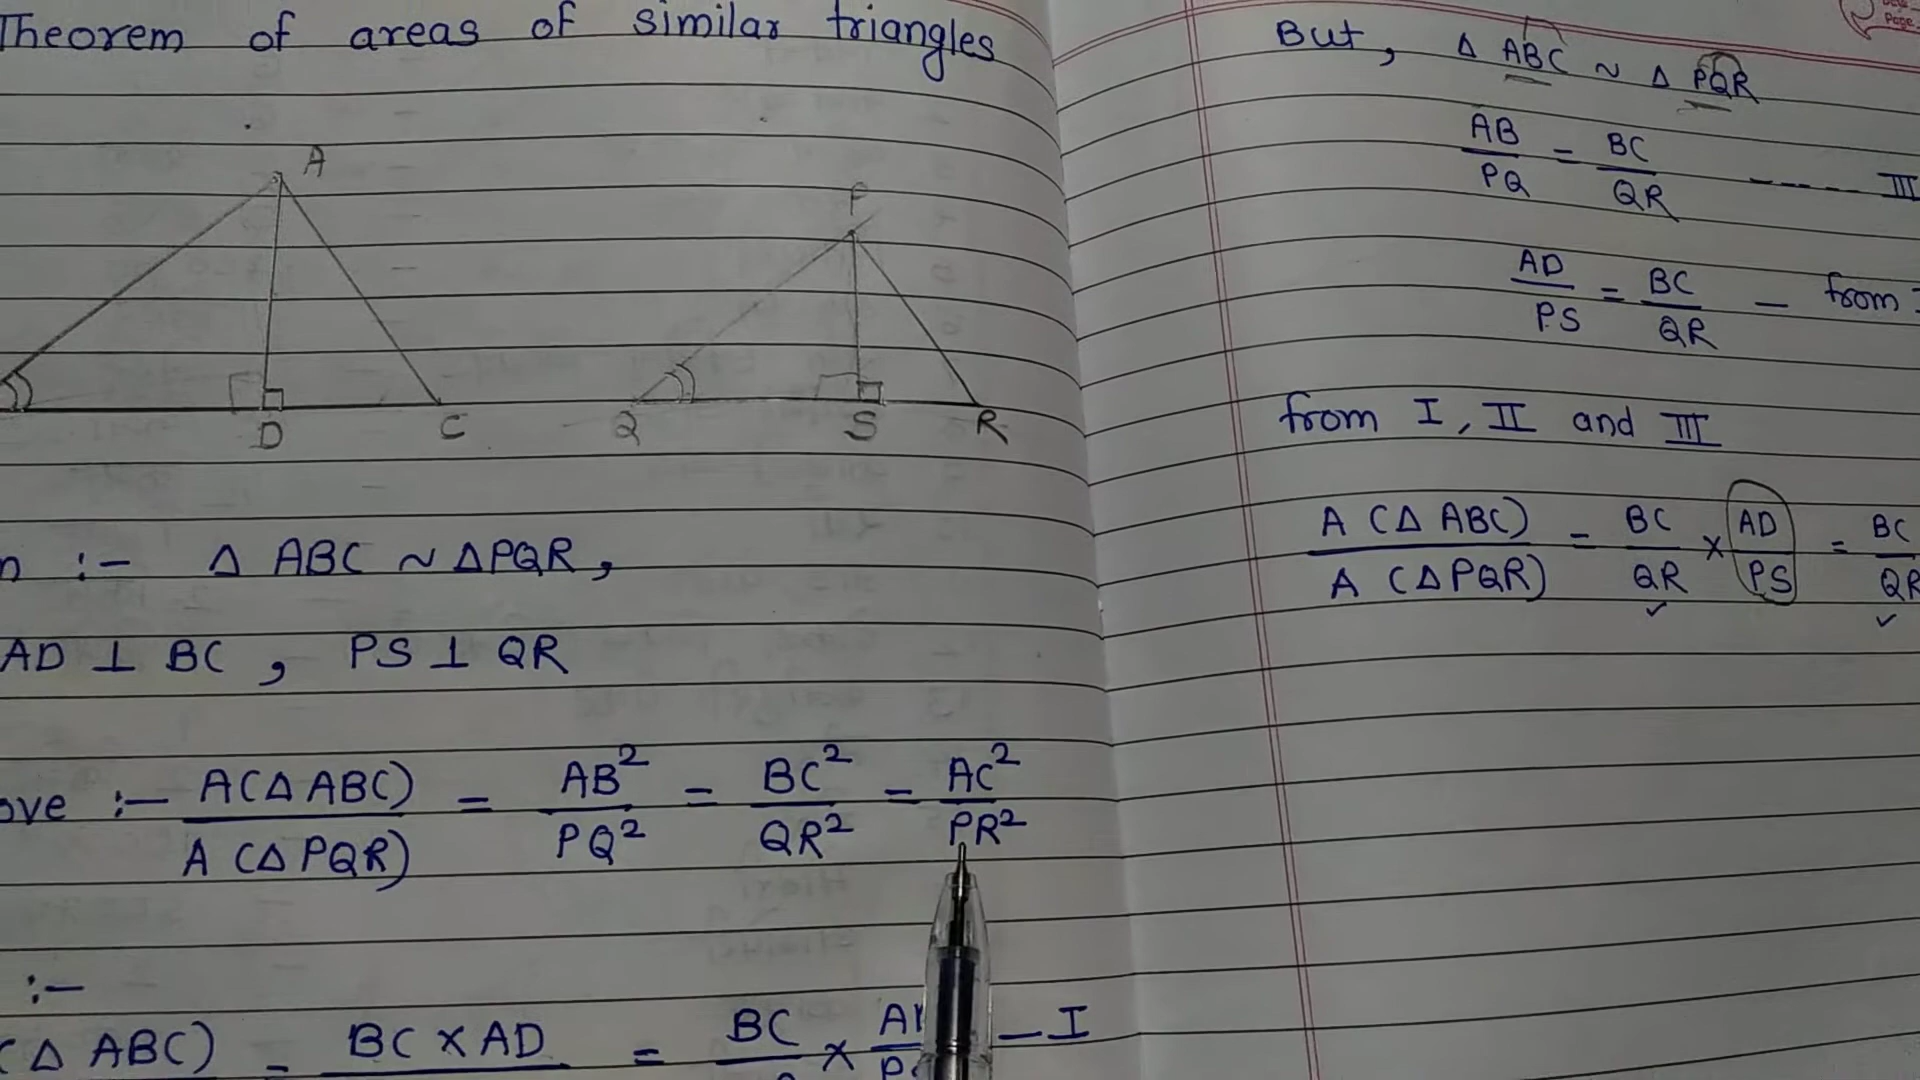 Theorem of areas of similar triangles
A
P
D C Q S R
:- Δ ABC ~ ΔPQR,
AD ⊥ BC, PS ⊥ QR
:- A(Δ ABC) / A(Δ PQR) = AB² / PQ² = BC² / QR² = AC² / PR²
:-
(Δ ABC) = BC × AD = BC × — I
But, Δ ABC ~ Δ PQR
AB / PQ = BC / QR ----- III
AD / PS = BC / QR — from
from I, II and III
A (Δ ABC) / A (Δ PQR) = BC / QR × AD / PS = BC / QR